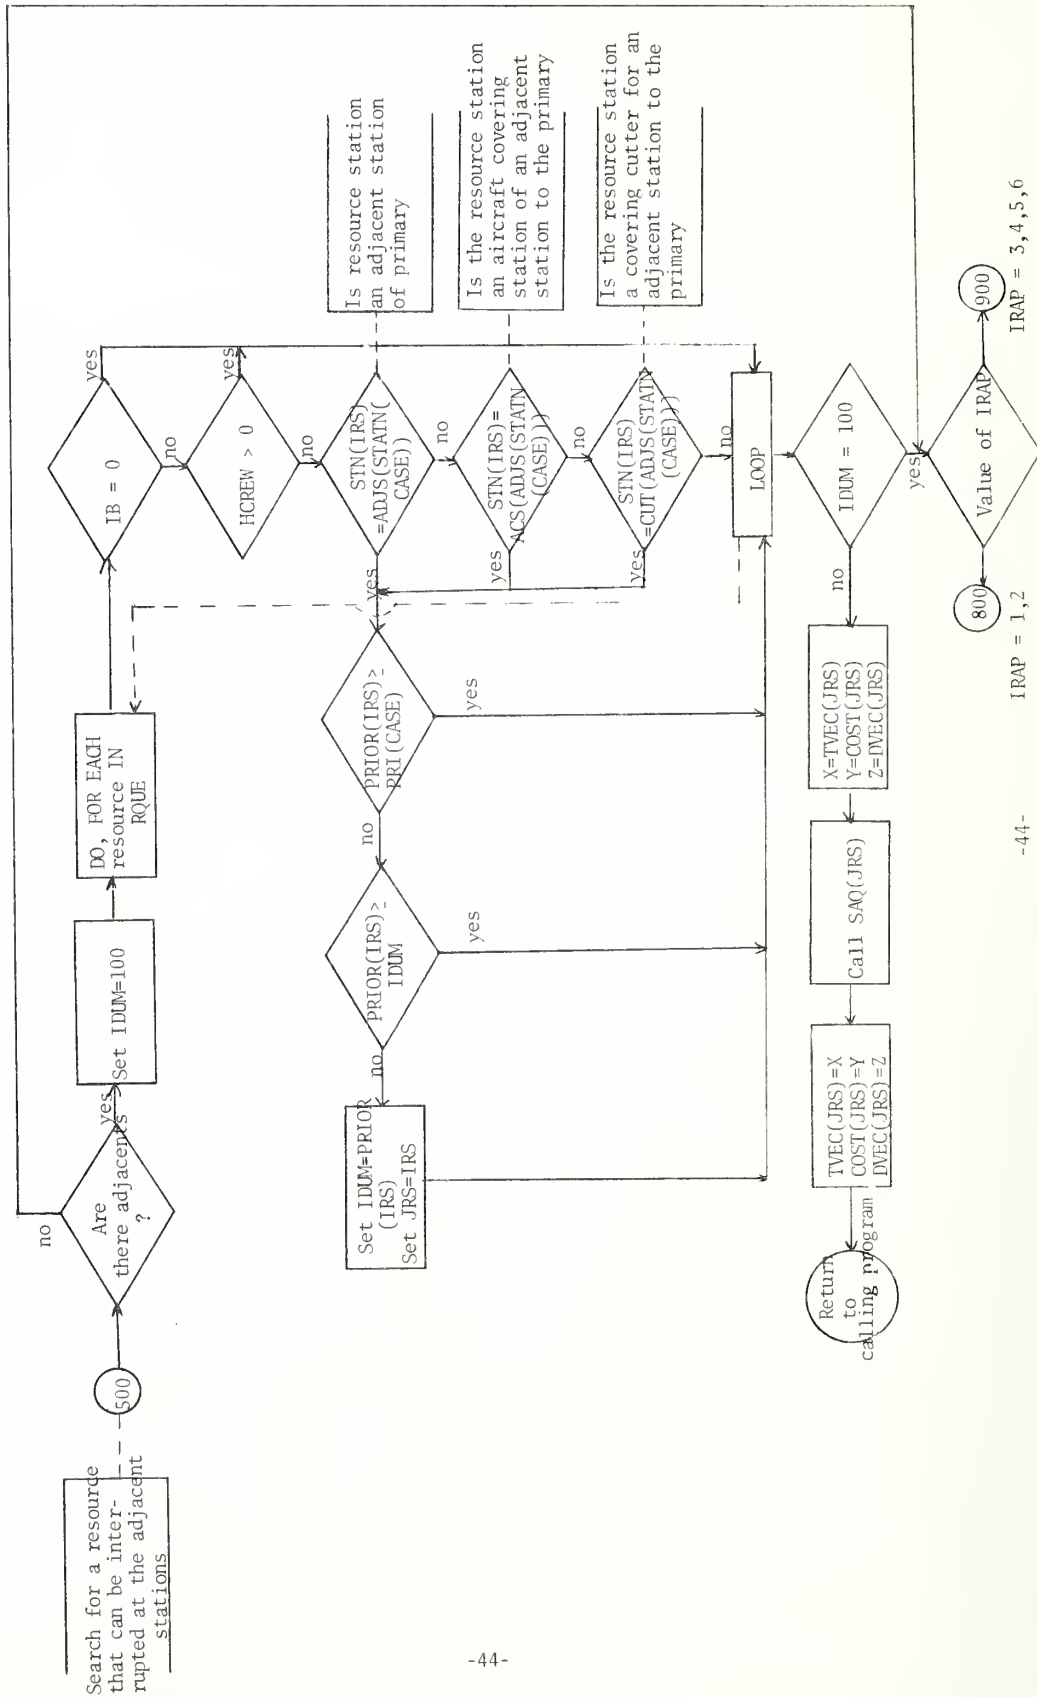 Search for a resource
that can be inter-
rupted at the adjacent
stations
500
Are
there adjacents
?
no
yes
Set IDUM=100
DO, FOR EACH
resource IN
RQUE
IB = 0
yes
no
HCREW > 0
yes
no
STN(IRS)
=ADJS(STATN(
CASE))
yes
no
Is resource station
an adjacent station
of primary
STN(IRS)=
ACS(ADJS(STATN
(CASE)))
yes
no
Is the resource station
an aircraft covering
station of an adjacent
station to the primary
STN(IRS)
=CUT(ADJS(STATN
(CASE)))
yes
no
Is the resource station
a covering cutter for an
adjacent station to the
primary
PRIOR(IRS)≥
PRI(CASE)
yes
no
PRIOR(IRS)≥
IDUM
yes
no
Set IDUM=PRIOR
(IRS)
Set JRS=IRS
LOOP
IDUM = 100
no
yes
X=TVEC(JRS)
Y=COST(JRS)
Z=DVEC(JRS)
Call SAQ(JRS)
TVEC(JRS)=X
COST(JRS)=Y
DVEC(JRS)=Z
Return
to
calling program
Value of IRAP
800
IRAP = 1,2
900
IRAP = 3,4,5,6
-44-
-44-